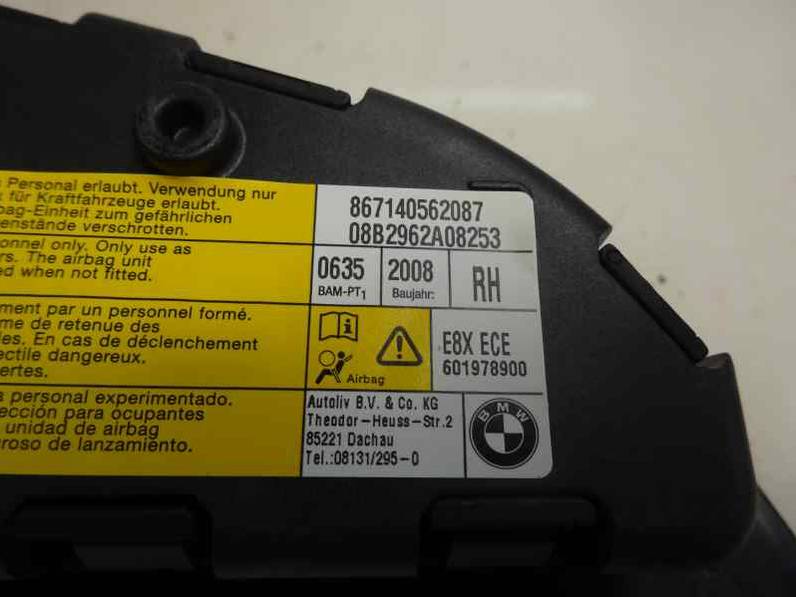 Personal erlaubt. Verwendung nur
für Kraftfahrzeuge erlaubt.
bag-Einheit zum gefährlichen
enstände verschrotten.
onnel only. Only use as
rs. The airbag unit
ed when not fitted.
ment par un personnel formé.
me de retenue des
les. En cas de déclenchement
ectile dangereux.
ertes.
personal experimentado.
ección para ocupantes
unidad de airbag
groso de lanzamiento.
867140562087
08B2962A08253
0635
BAM-PT1
2008
Baujahr:
RH
Airbag
E8X ECE
601978900
Autoliv B.V. & Co. KG
Theodor-Heuss-Str.2
85221 Dachau
Tel.:08131/295-0
BMW